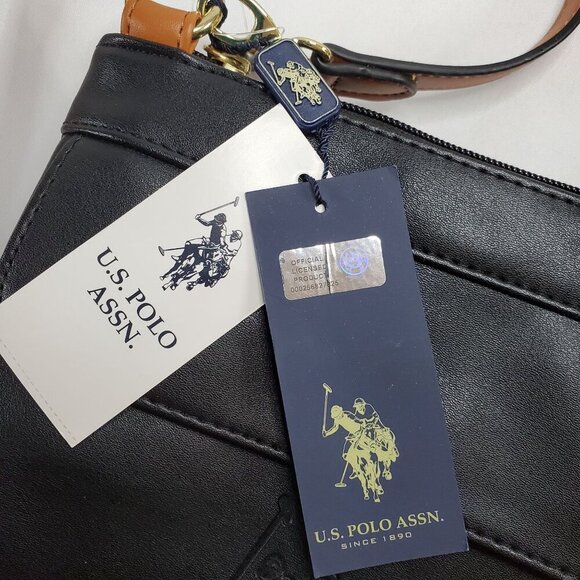 U.S. POLO
ASSN.
OFFICIAL
LICENSED
PRODUCT
U.S. POLO ASSN.
SINCE 1890